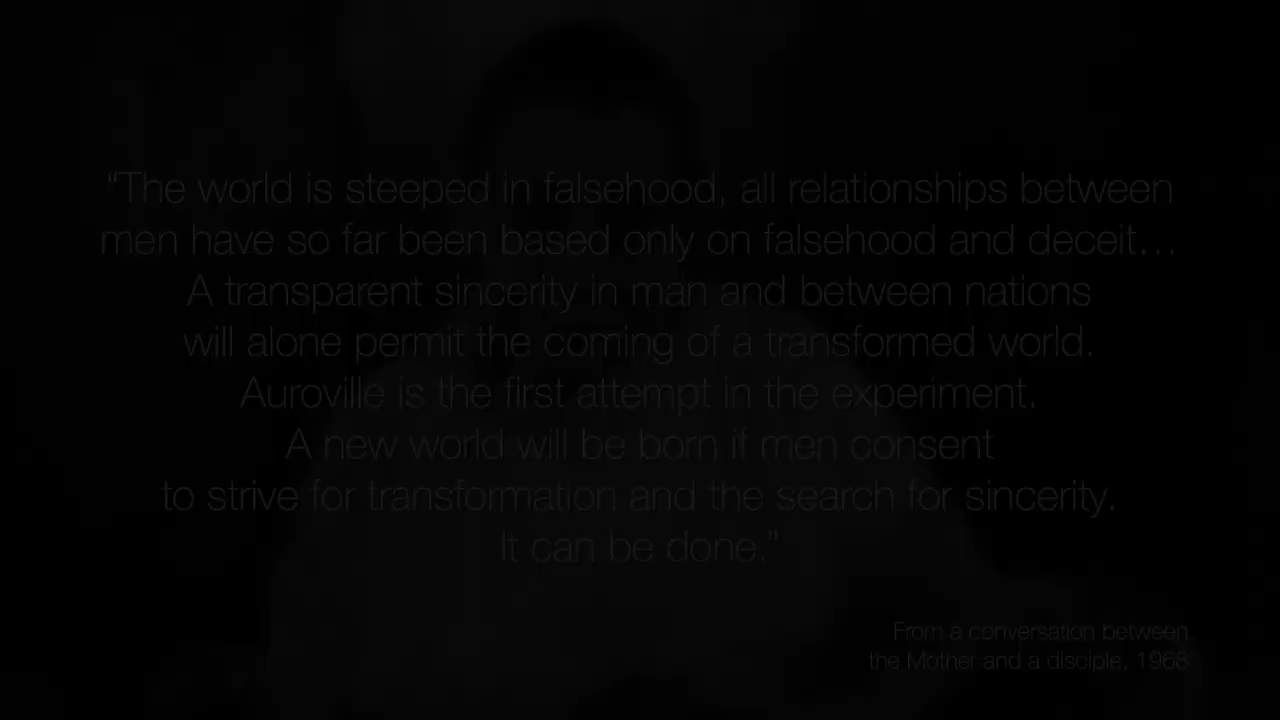 "The world is steeped in falsehood, all relationships between
men have so far been based only on falsehood and deceit…
A transparent sincerity in man and between nations
will alone permit the coming of a transformed world.
Auroville is the first attempt in the experiment.
A new world will be born if men consent
to strive for transformation and the search for sincerity.
It can be done."
From a conversation between
the Mother and a disciple, 1968